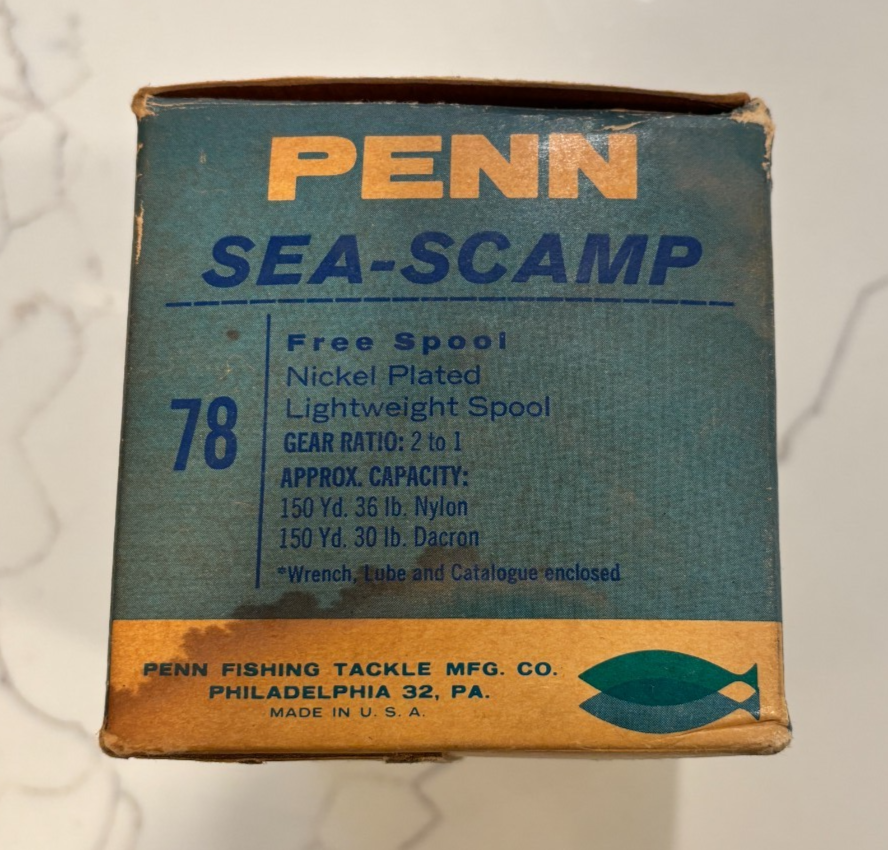 PENN
SEA-SCAMP
78
Free Spool
Nickel Plated
Lightweight Spool
GEAR RATIO: 2 to 1
APPROX. CAPACITY:
150 Yd. 36 lb. Nylon
150 Yd. 30 lb. Dacron
*Wrench, Lube and Catalogue enclosed
PENN FISHING TACKLE MFG. CO.
PHILADELPHIA 32, PA.
MADE IN U. S. A.